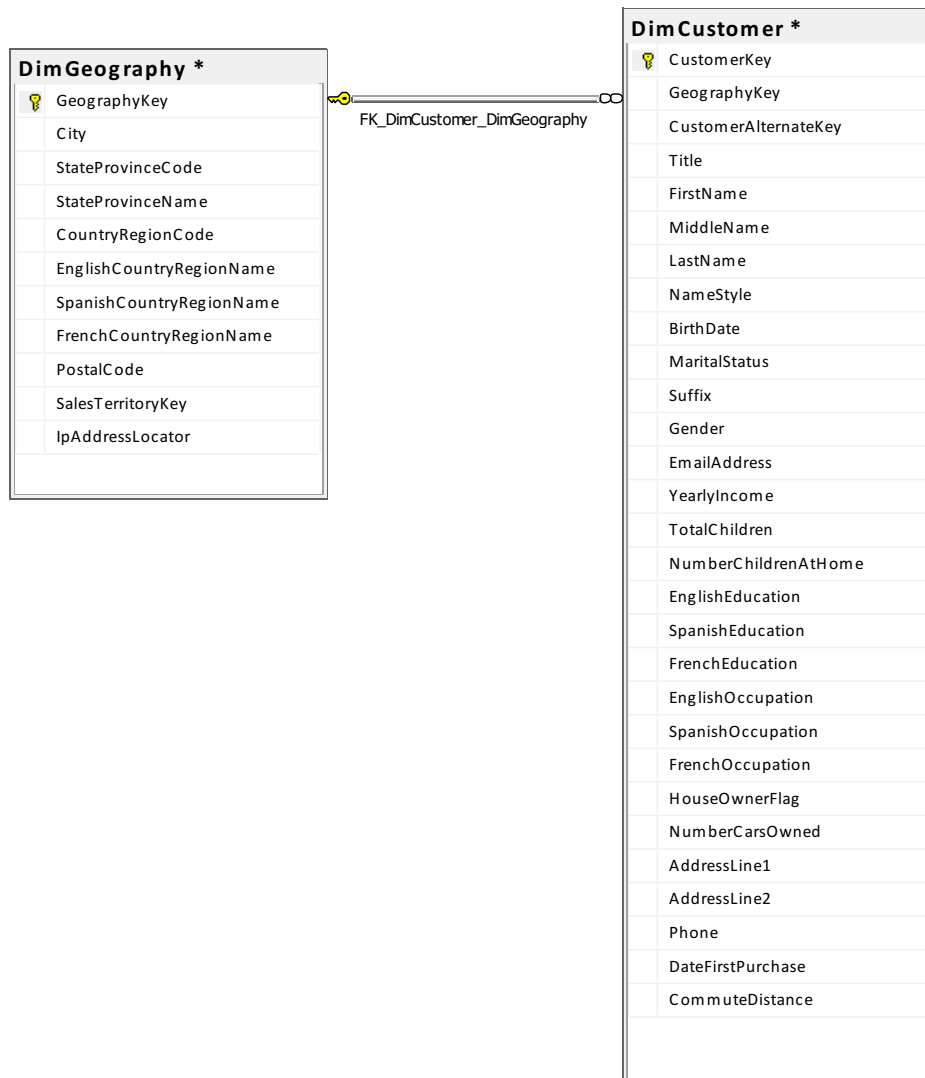 DimGeography *
GeographyKey
City
StateProvinceCode
StateProvinceName
CountryRegionCode
EnglishCountryRegionName
SpanishCountryRegionName
FrenchCountryRegionName
PostalCode
SalesTerritoryKey
IpAddressLocator
FK_DimCustomer_DimGeography
DimCustomer *
CustomerKey
GeographyKey
CustomerAlternateKey
Title
FirstName
MiddleName
LastName
NameStyle
BirthDate
MaritalStatus
Suffix
Gender
EmailAddress
YearlyIncome
TotalChildren
NumberChildrenAtHome
EnglishEducation
SpanishEducation
FrenchEducation
EnglishOccupation
SpanishOccupation
FrenchOccupation
HouseOwnerFlag
NumberCarsOwned
AddressLine1
AddressLine2
Phone
DateFirstPurchase
CommuteDistance